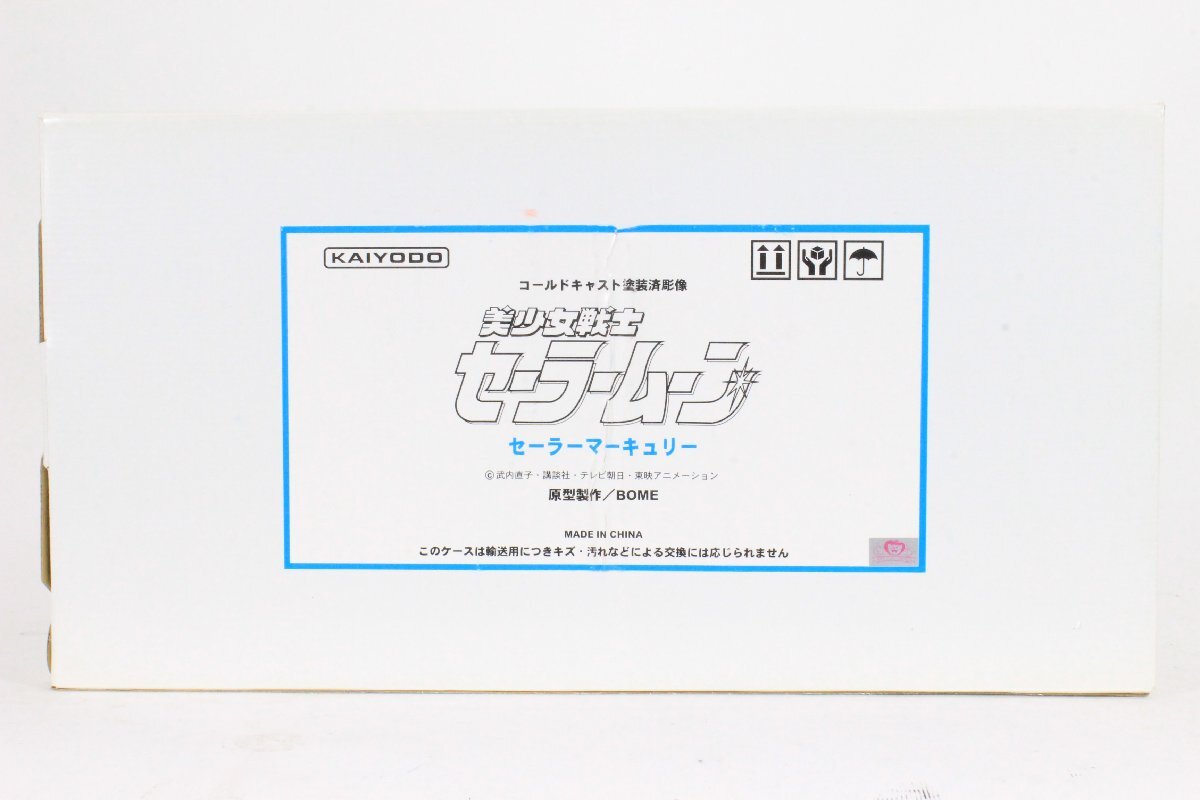 KAIYODO
コールドキャスト塗装済彫像
美少女戦士
セーラームーン
セーラーマーキュリー
©武内直子・講談社・テレビ朝日・東映アニメーション
原型製作／BOME
MADE IN CHINA
このケースは輸送用につきキズ・汚れなどによる交換には応じられません